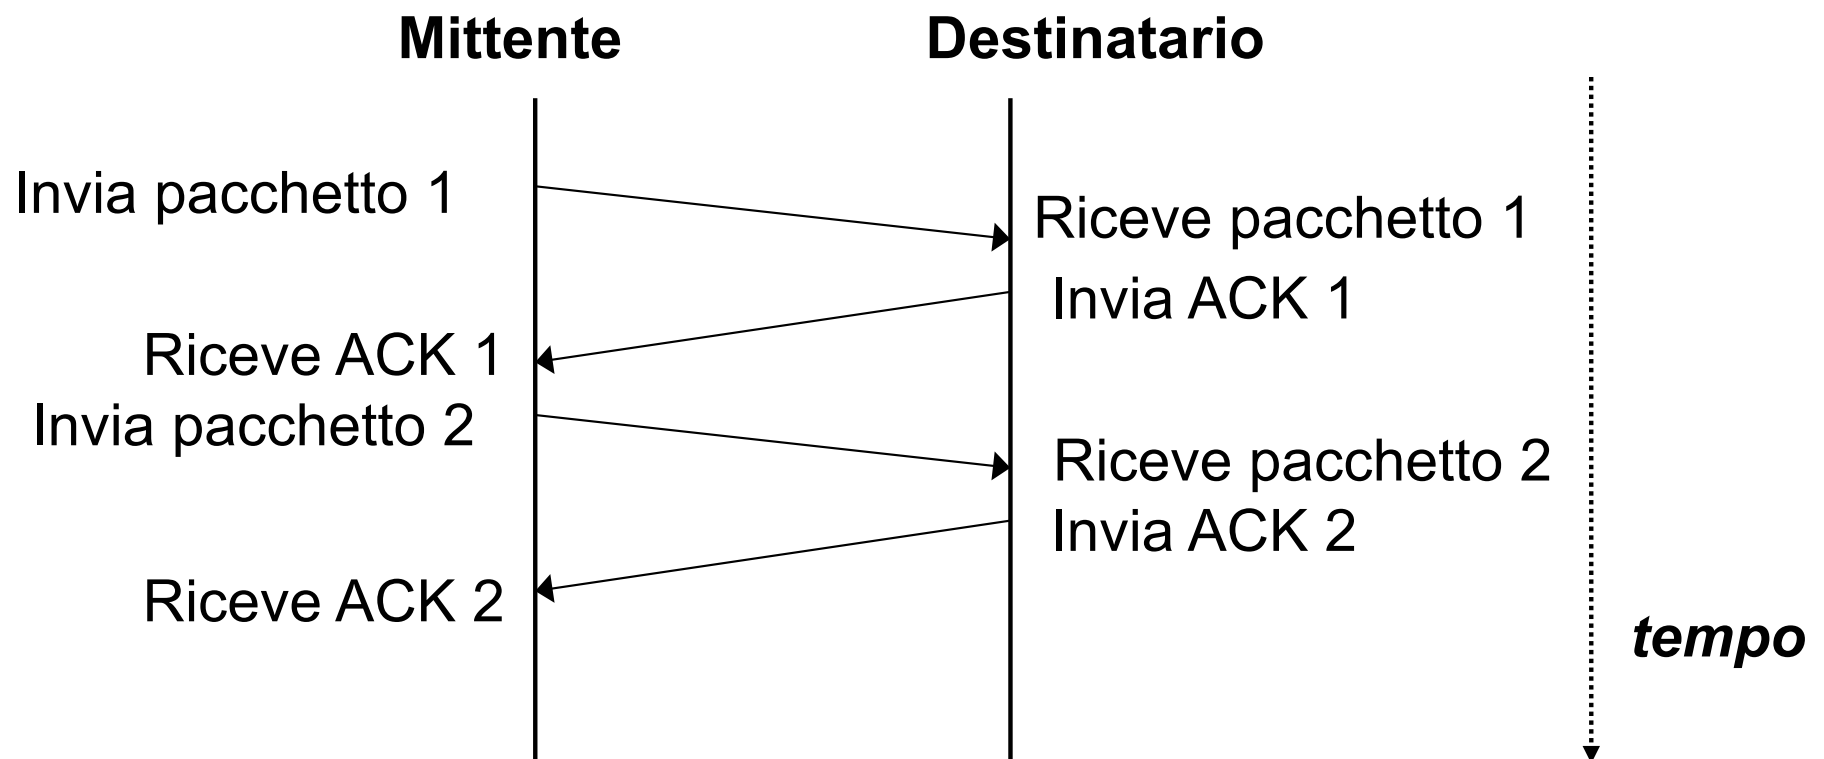 Mittente
Destinatario
Invia pacchetto 1
Riceve pacchetto 1
Invia ACK 1
Riceve ACK 1
Invia pacchetto 2
Riceve pacchetto 2
Invia ACK 2
Riceve ACK 2
tempo